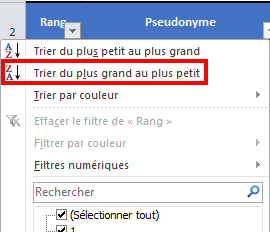 2 Rang Pseudonyme
Trier du plus petit au plus grand
Trier du plus grand au plus petit
Trier par couleur
Effacer le filtre de « Rang »
Filtrer par couleur
Filtres numériques
Rechercher
(Sélectionner tout)
1